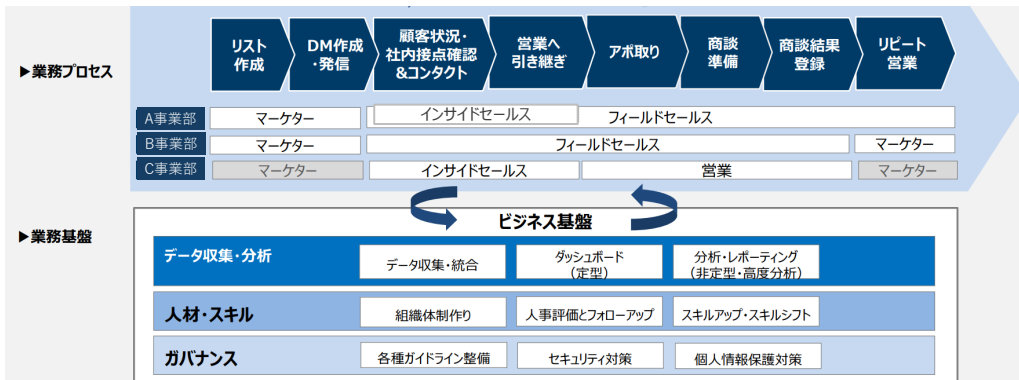 ▶業務プロセス
リスト
作成
DM作成
・発信
顧客状況・
社内接点確認
&コンタクト
営業へ
引き継ぎ
アポ取り
商談
準備
商談結果
登録
リピート
営業
A事業部
マーケター
インサイドセールス
フィールドセールス
B事業部
マーケター
フィールドセールス
マーケター
C事業部
マーケター
インサイドセールス
営業
マーケター
▶業務基盤
ビジネス基盤
データ収集・分析
データ収集・統合
ダッシュボード
(定型)
分析・レポーティング
(非定型・高度分析)
人材・スキル
組織体制作り
人事評価とフォローアップ
スキルアップ・スキルシフト
ガバナンス
各種ガイドライン整備
セキュリティ対策
個人情報保護対策